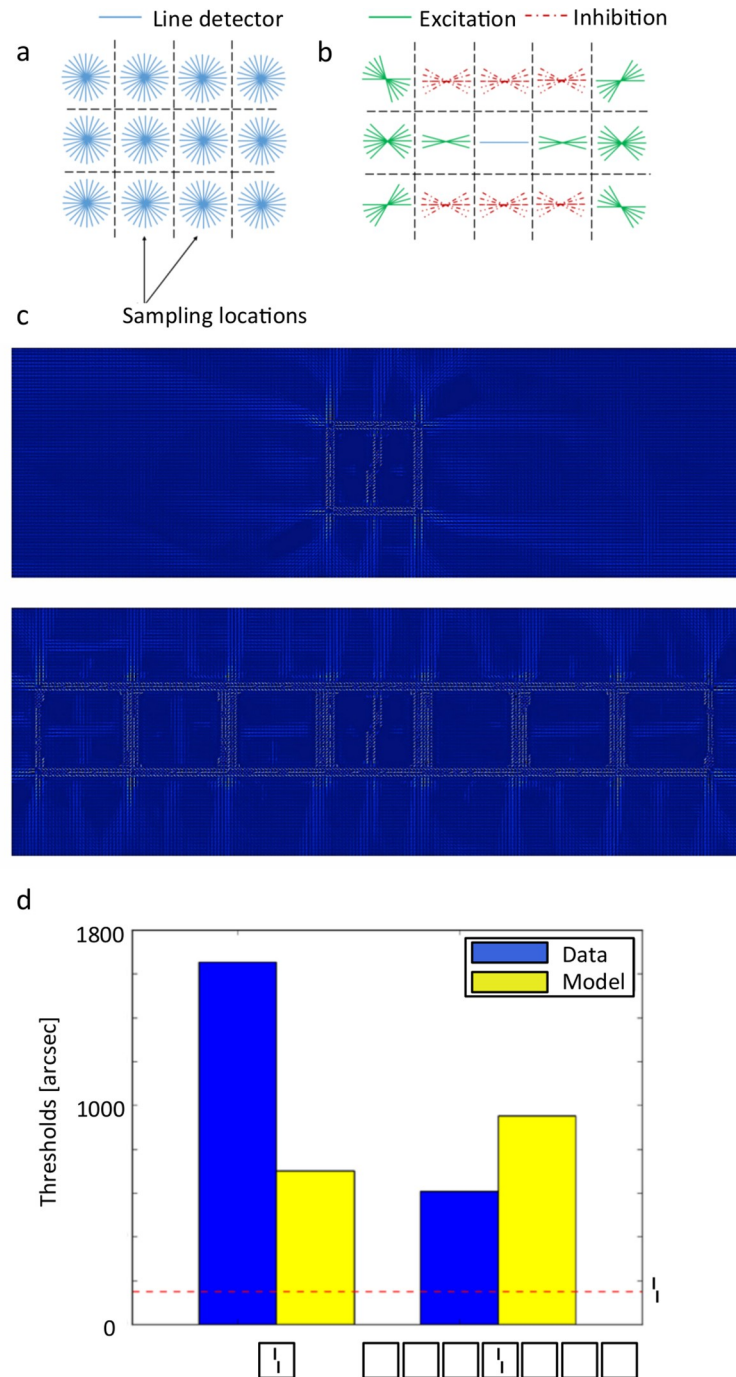 Line detector
Excitation
Inhibition
a
b
Sampling locations
c
d
1800
1000
0
Thresholds [arcsec]
Data
Model